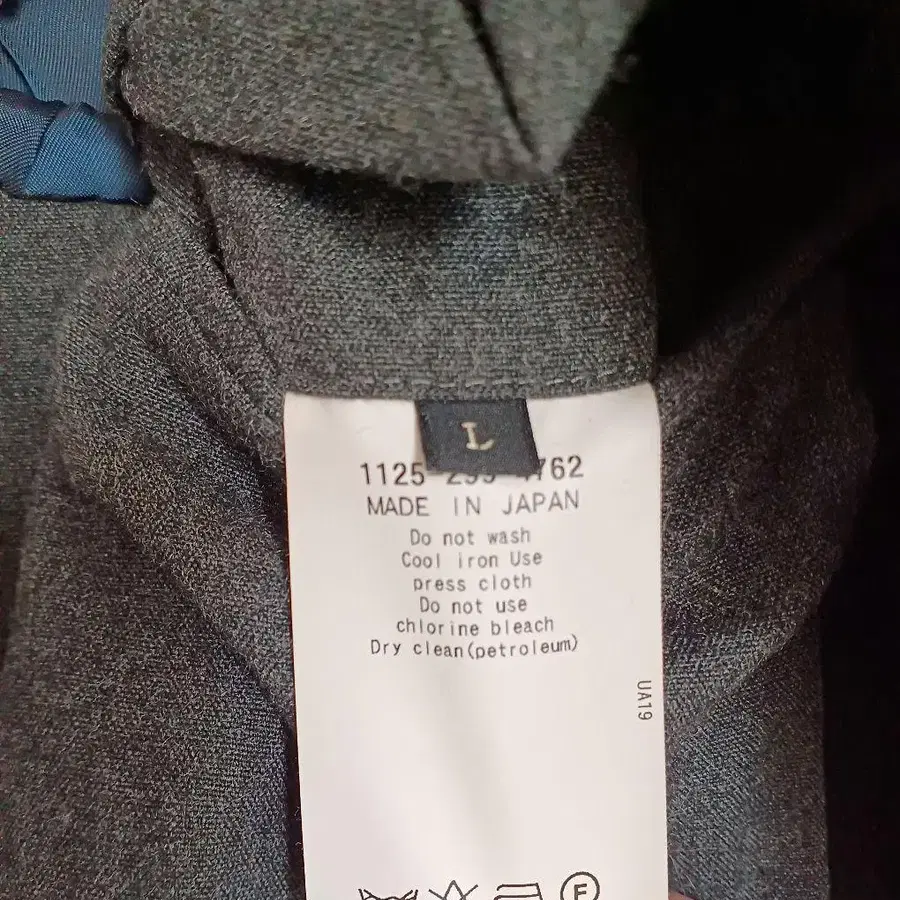 L
1125 762
MADE IN JAPAN
Do not wash
Cool iron Use
press cloth
Do not use
chlorine bleach
Dry clean(petroleum)
UA19
F